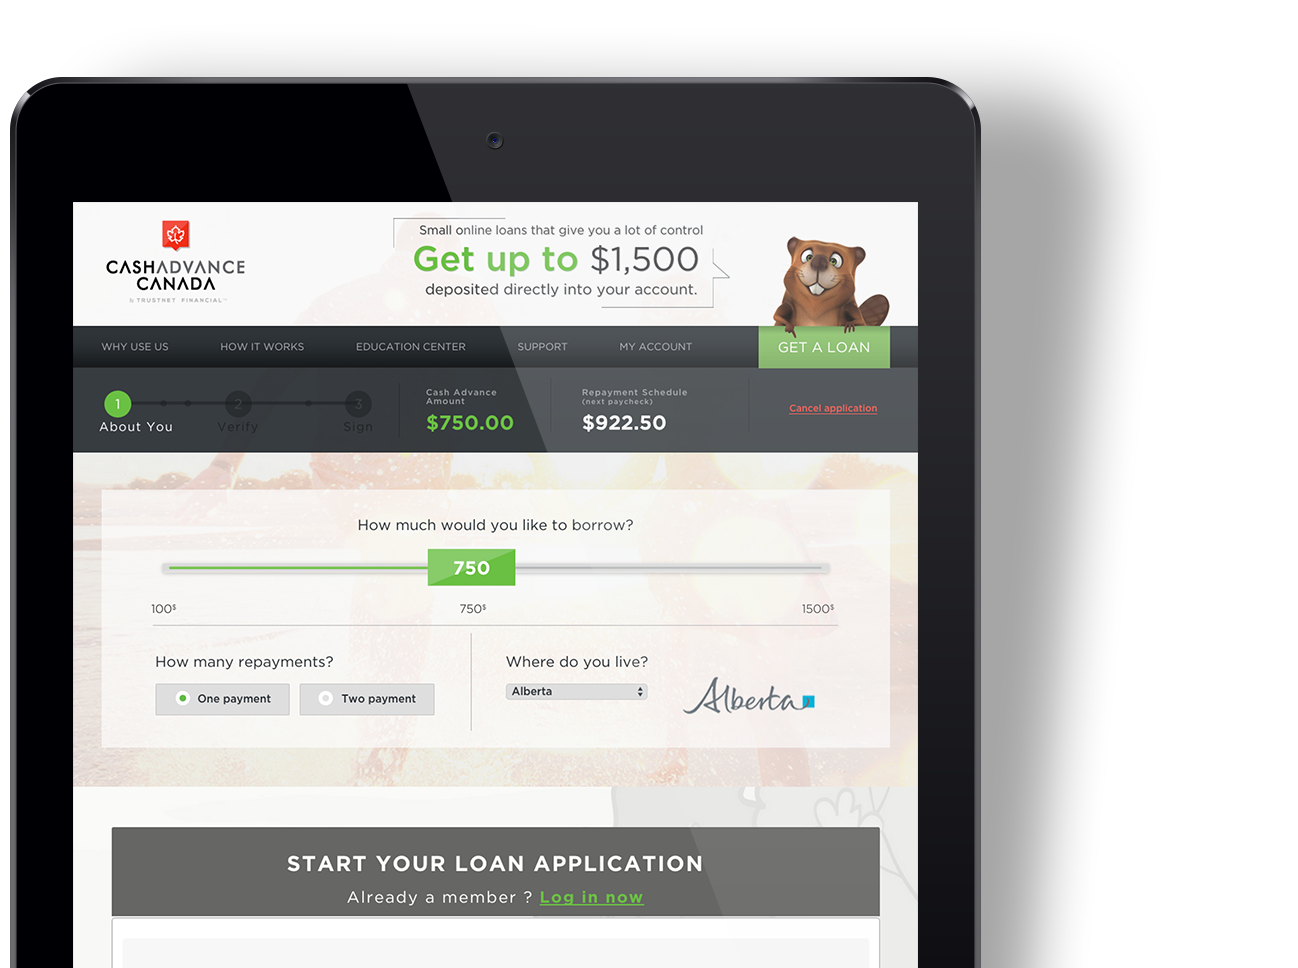 CASHADVANCE
CANADA
by TRUSTNET FINANCIAL™
Small online loans that give you a lot of control
Get up to $1,500
deposited directly into your account.
WHY USE US
HOW IT WORKS
EDUCATION CENTER
SUPPORT
MY ACCOUNT
GET A LOAN
1
About You
2
Verify
3
Sign
Cash Advance
Amount
$750.00
Repayment Schedule
(next paycheck)
$922.50
Cancel application
How much would you like to borrow?
750
100$
750$
1500$
How many repayments?
One payment
Two payment
Where do you live?
Alberta
Alberta
START YOUR LOAN APPLICATION
Already a member ? Log in now